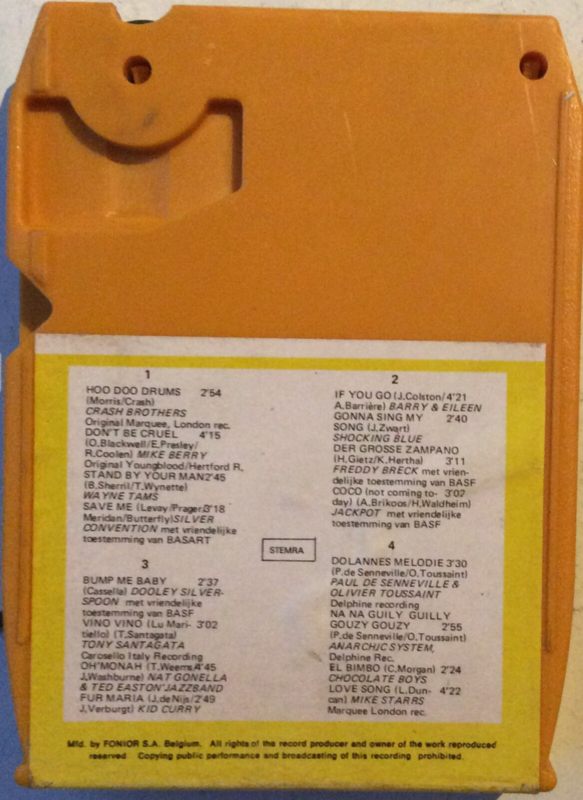 1
HOO DOO DRUMS 2'54
(Morris/Crash)
CRASH BROTHERS
Original Marquee, London rec.
DON'T BE CRUEL 4'15
(O.Blackwell/E.Presley/
R.Coolen) MIKE BERRY
Original Youngblood/Hertford R.
STAND BY YOUR MAN2'45
(B.Sherril/T.Wynette)
WAYNE TAMS
SAVE ME (Levay/Prager/3'18
Meridan/Butterfly)SILVER
CONVENTION met vriendelijke
toestemming van BASART
2
IF YOU GO (J.Colston/4'21
A.Barrière) BARRY & EILEEN
GONNA SING MY 2'40
SONG (J.Zwart)
SHOCKING BLUE
DER GROSSE ZAMPANO
(H.Gietz/K.Hertha) 3'11
FREDDY BRECK met vrien-
delijke toestemming van BASF
COCO (not coming to- 3'02
day) (A.Brikoos/H.Waldheim)
JACKPOT met vriendelijke
toestemming van BASF
STEMRA
3
BUMP ME BABY 2'37
(Cassella) DOOLEY SILVER-
SPOON met vriendelijke
toestemming van BASF
VINO VINO (Lu Mari- 3'02
tiello) (T.Santagata)
TONY SANTAGATA
Carosello Italy Recording
OH'MONAH (T.Weems/4'45
J.Washburne) NAT GONELLA
& TED EASTON'JAZZBAND
FUR MARIA (J.de Nijs/2'49
J.Verburgt) KID CURRY
4
DOLANNES MELODIE 3'30
(P.de Senneville/O.Toussaint)
PAUL DE SENNEVILLE &
OLIVIER TOUSSAINT
Delphine recording
NA NA GUILY GUILLY
GOUZY GOUZY 2'55
(P.de Senneville/O.Toussaint)
ANARCHIC SYSTEM,
Delphine Rec.
EL BIMBO (C.Morgan) 2'24
CHOCOLATE BOYS
LOVE SONG (L.Dun- 4'22
can) MIKE STARRS
Marquee London rec.
Mfd. by FONIOR S.A. Belgium. All rights of the record producer and owner of the work reproduced
reserved Copying public performance and broadcasting of this recording prohibited.